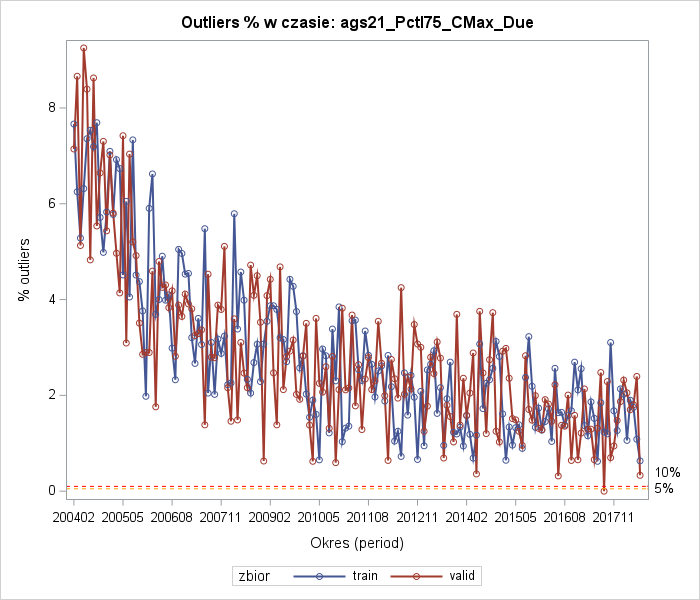 Outliers % w czasie: ags21_Pctl75_CMax_Due
% outliers
8
6
4
2
0
10%
5%
200402 200505 200608 200711 200902 201005 201108 201211 201402 201505 201608 201711
Okres (period)
zbior train valid